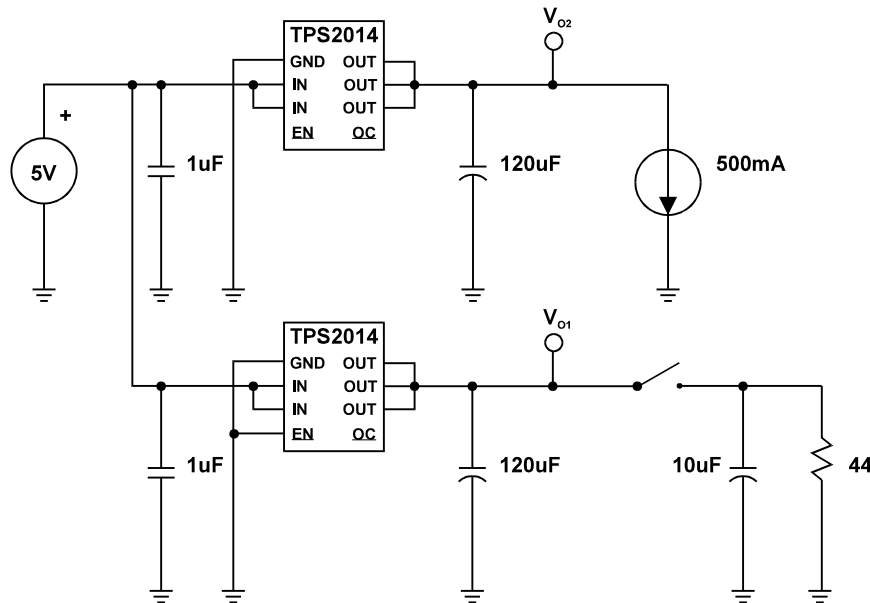 TPS2014
GND OUT
IN OUT
IN OUT
EN OC
V O2
+
5V
1uF
120uF
500mA
TPS2014
GND OUT
IN OUT
IN OUT
EN OC
V O1
1uF
120uF
10uF
44